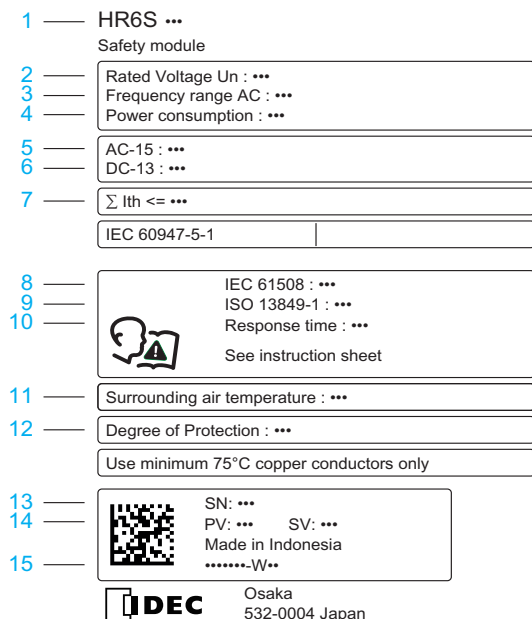 1 HR6S •••
Safety module
2 Rated Voltage Un : •••
3 Frequency range AC : •••
4 Power consumption : •••
5 AC-15 : •••
6 DC-13 : •••
7 ∑ Ith <= •••
IEC 60947-5-1
8 IEC 61508 : •••
9 ISO 13849-1 : •••
10 Response time : •••
See instruction sheet
11 Surrounding air temperature : •••
12 Degree of Protection : •••
Use minimum 75°C copper conductors only
13 SN: •••
14 PV: ••• SV: •••
Made in Indonesia
15 •••••••-W••
IDEC
Osaka
532-0004 Japan